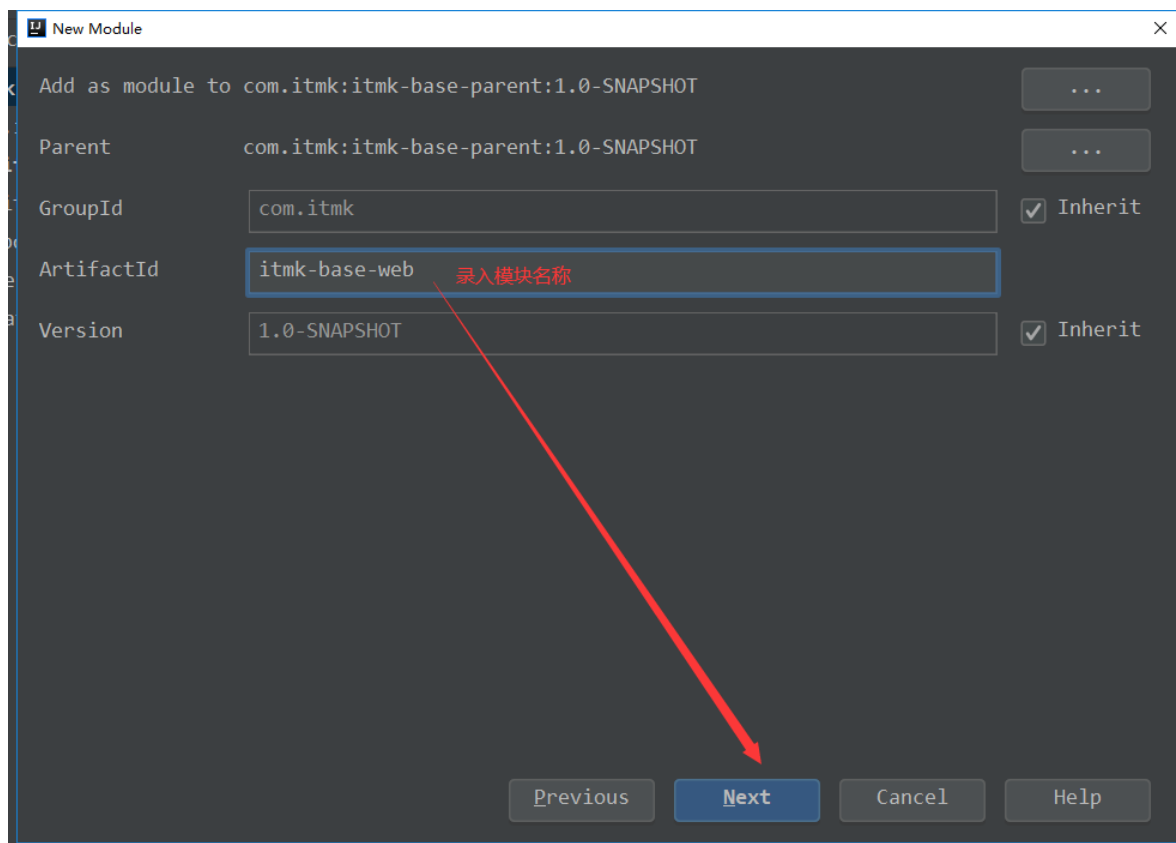 New Module
Add as module to com.itmk:itmk-base-parent:1.0-SNAPSHOT ...
Parent com.itmk:itmk-base-parent:1.0-SNAPSHOT ...
GroupId com.itmk Inherit
ArtifactId itmk-base-web 录入模块名称
Version 1.0-SNAPSHOT Inherit
Previous Next Cancel Help